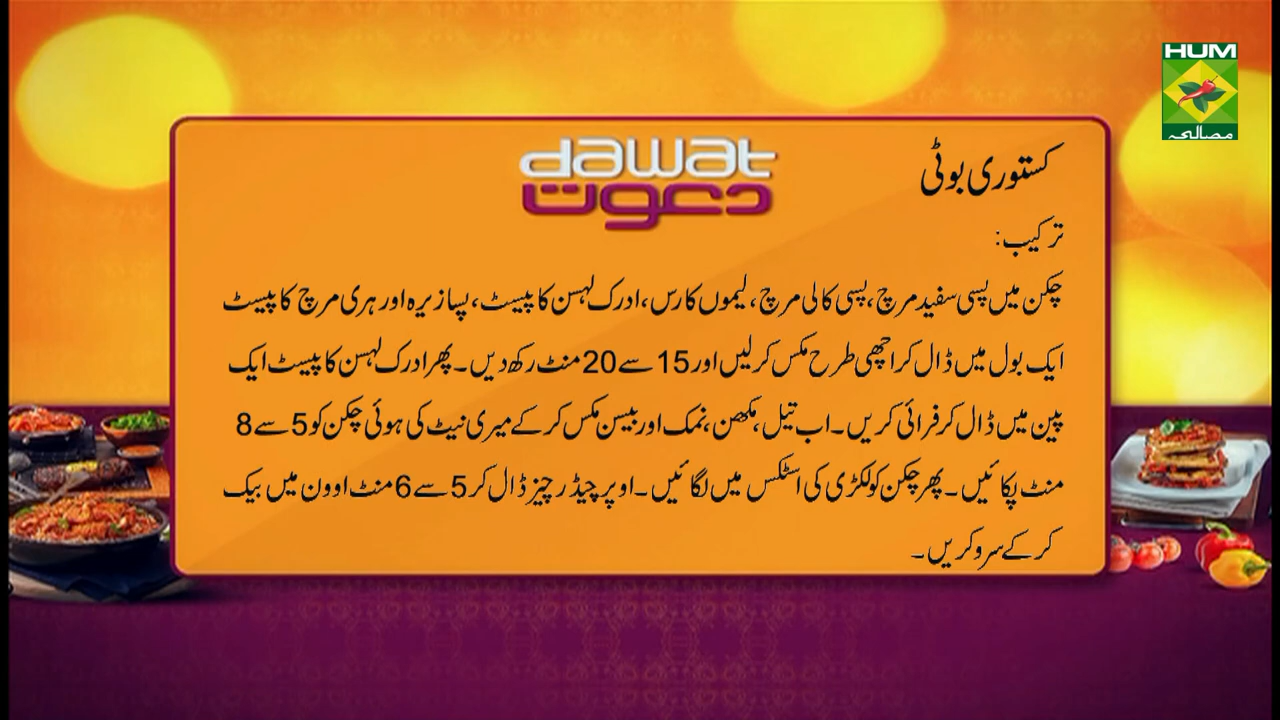 HUM
مصالحہ
dawat
دعوت
کستوری بوٹی
ترکیب:
چکن میں پسی سفید مرچ، پسی کالی مرچ، لیموں کا رس، ادرک لہسن کا پیسٹ، پسا زیرہ اور ہری مرچ کا پیسٹ
ایک بول میں ڈال کر اچھی طرح مکس کر لیں اور 15 سے 20 منٹ رکھ دیں۔ پھر ادرک لہسن کا پیسٹ ایک
پین میں ڈال کر فرائی کریں۔ اب تیل، مکھن، نمک اور بیسن مکس کر کے میری نیٹ کی ہوئی چکن کو 5 سے 8
منٹ پکائیں۔ پھر چکن کو لکڑی کی اسٹکس میں لگائیں۔ اوپر چیڈر چیز ڈال کر 5 سے 6 منٹ اوون میں بیک
کر کے سرو کریں۔